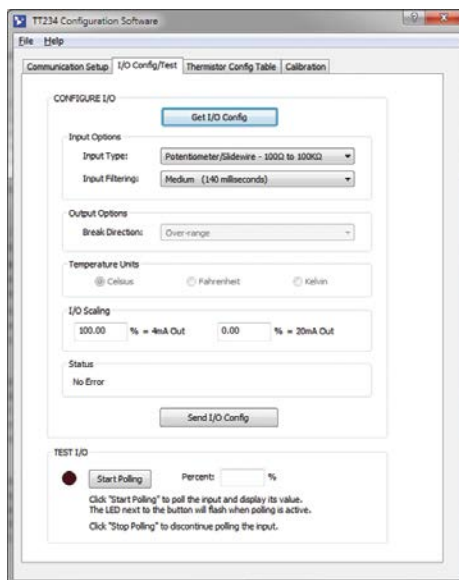 TT234 Configuration Software
File Help
Communication Setup I/O Config/Test Thermistor Config Table Calibration
CONFIGURE I/O
Get I/O Config
Input Options
Input Type: Potentiometer/Slidewire - 100Ω to 100KΩ
Input Filtering: Medium (140 milliseconds)
Output Options
Break Direction: Over-range
Temperature Units
Celsius Fahrenheit Kelvin
I/O Scaling
100.00 % = 4mA Out 0.00 % = 20mA Out
Status
No Error
Send I/O Config
TEST I/O
Start Polling Percent: %
Click "Start Polling" to poll the input and display its value.
The LED next to the button will flash when polling is active.
Click "Stop Polling" to discontinue polling the input.